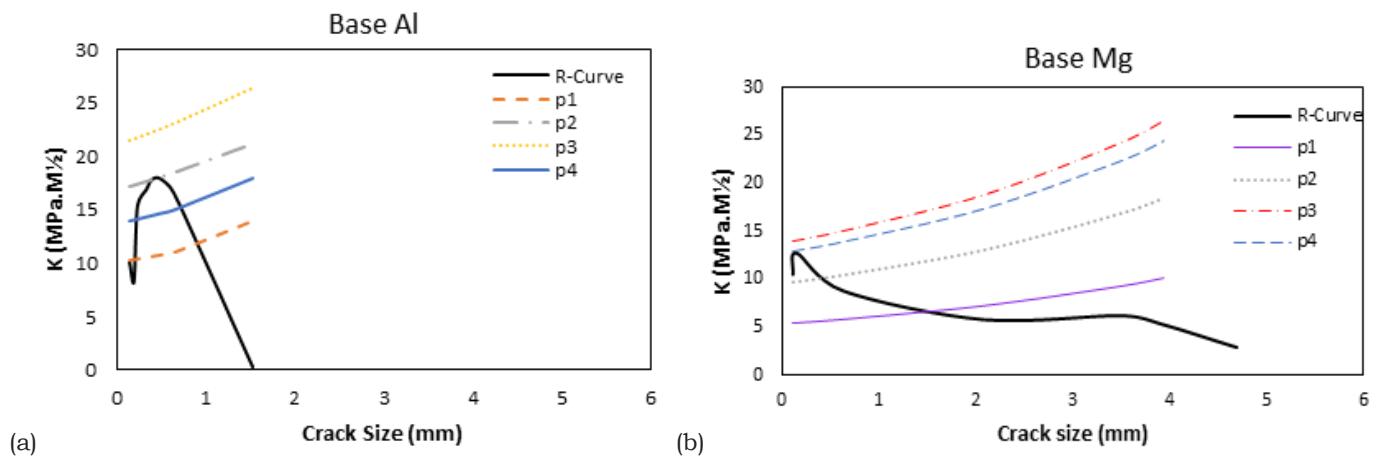 Base Al
30
25
20
15
10
5
0
K (MPa.M½)
0 1 2 3 4 5 6
Crack Size (mm)
R-Curve
p1
p2
p3
p4
(a)
Base Mg
30
25
20
15
10
5
0
K (MPa.M½)
0 1 2 3 4 5 6
Crack size (mm)
R-Curve
p1
p2
p3
p4
(b)